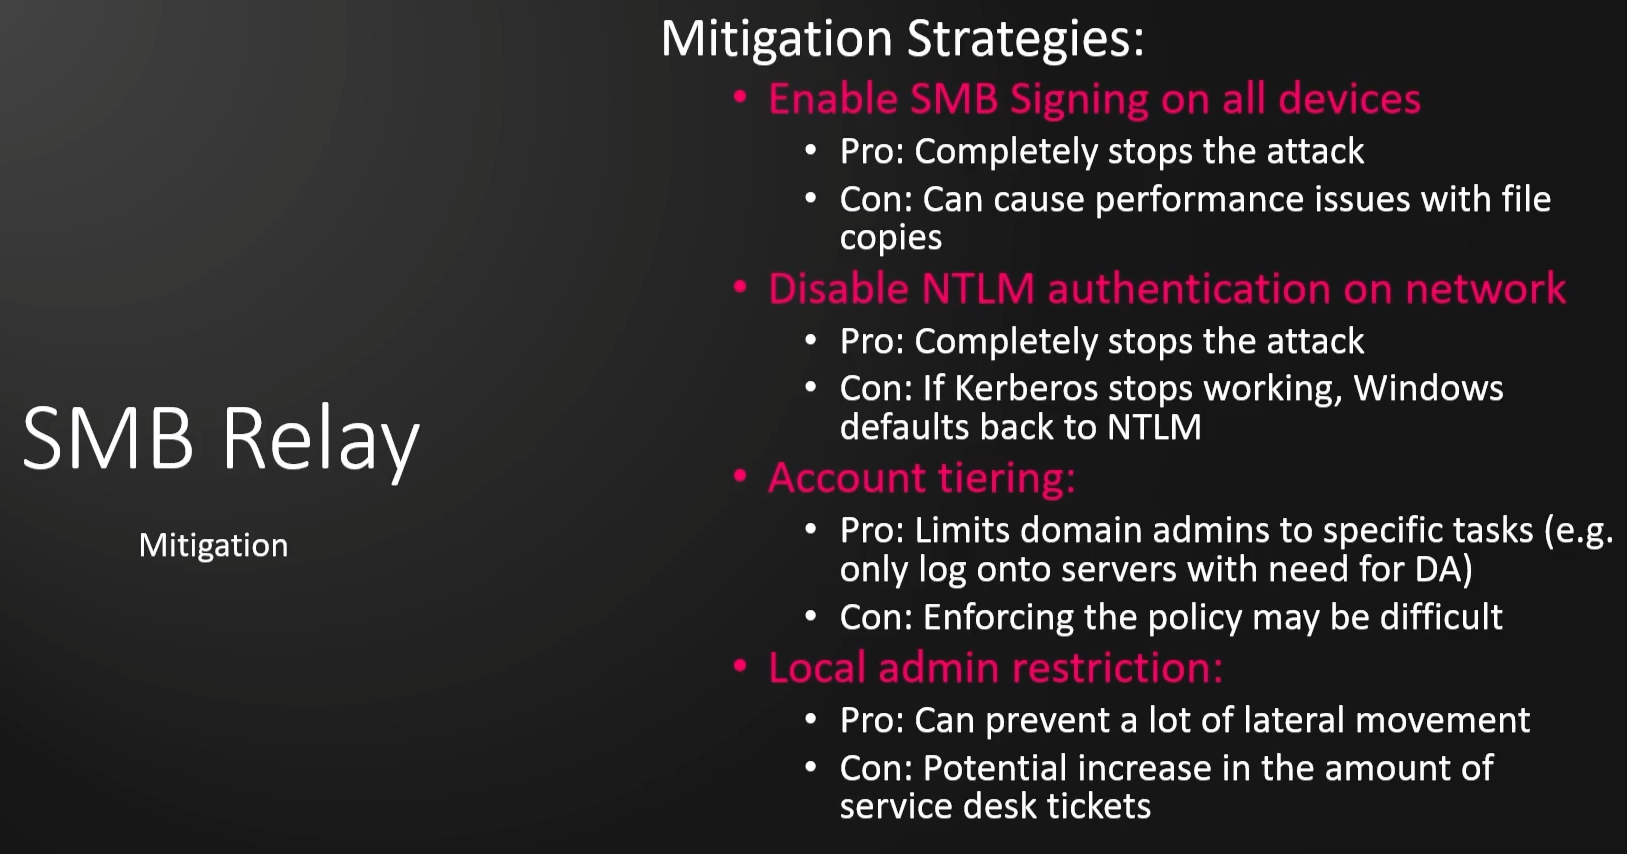 SMB Relay
Mitigation
Mitigation Strategies:
• Enable SMB Signing on all devices
• Pro: Completely stops the attack
• Con: Can cause performance issues with file
copies
• Disable NTLM authentication on network
• Pro: Completely stops the attack
• Con: If Kerberos stops working, Windows
defaults back to NTLM
• Account tiering:
• Pro: Limits domain admins to specific tasks (e.g.
only log onto servers with need for DA)
• Con: Enforcing the policy may be difficult
• Local admin restriction:
• Pro: Can prevent a lot of lateral movement
• Con: Potential increase in the amount of
service desk tickets